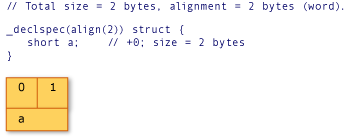 // Total size = 2 bytes, alignment = 2 bytes (word).
_declspec(align(2)) struct {
short a;     // +0; size = 2 bytes
}
0 1
a